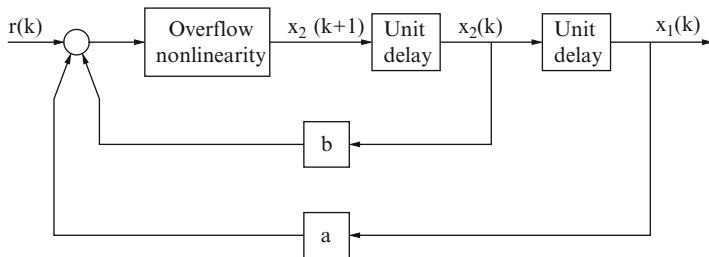 r(k)
Overflow
nonlinearity
x₂ (k+1)
Unit
delay
x₂(k)
Unit
delay
x₁(k)
b
a